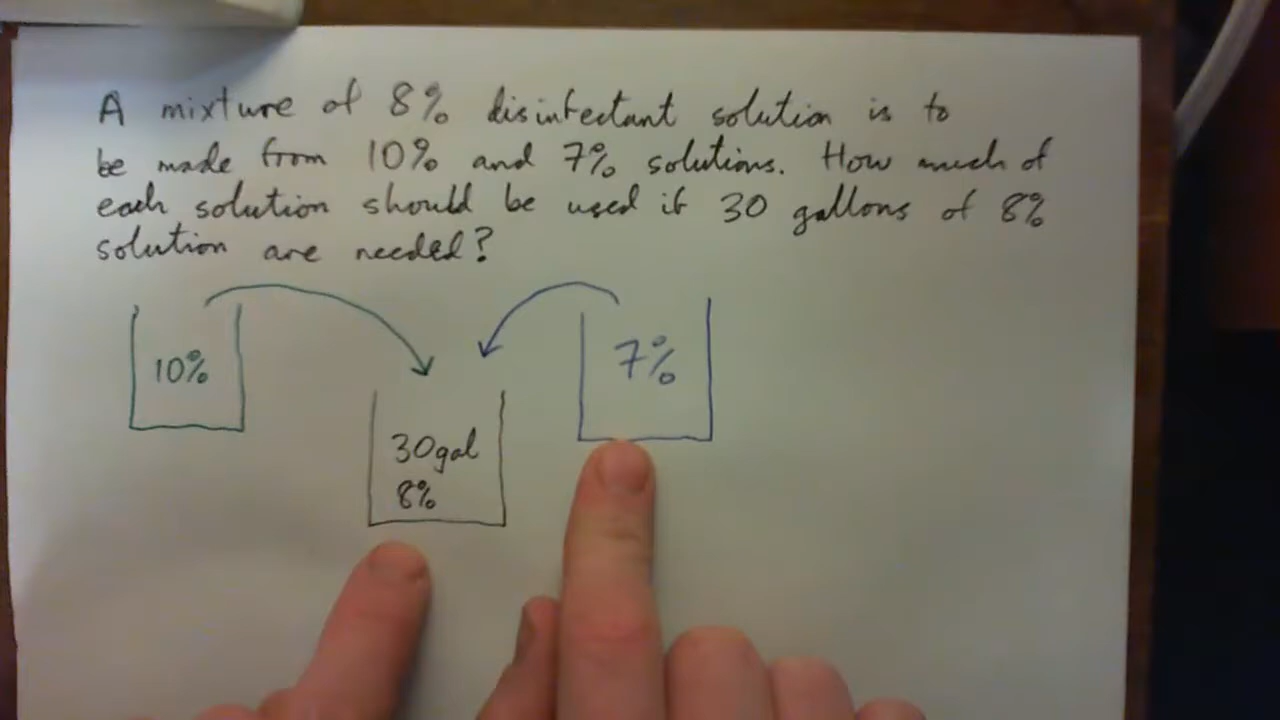 A mixture of 8% disinfectant solution is to
be made from 10% and 7% solutions. How much of
each solution should be used if 30 gallons of 8%
solution are needed?
10%
7%
30gal
8%